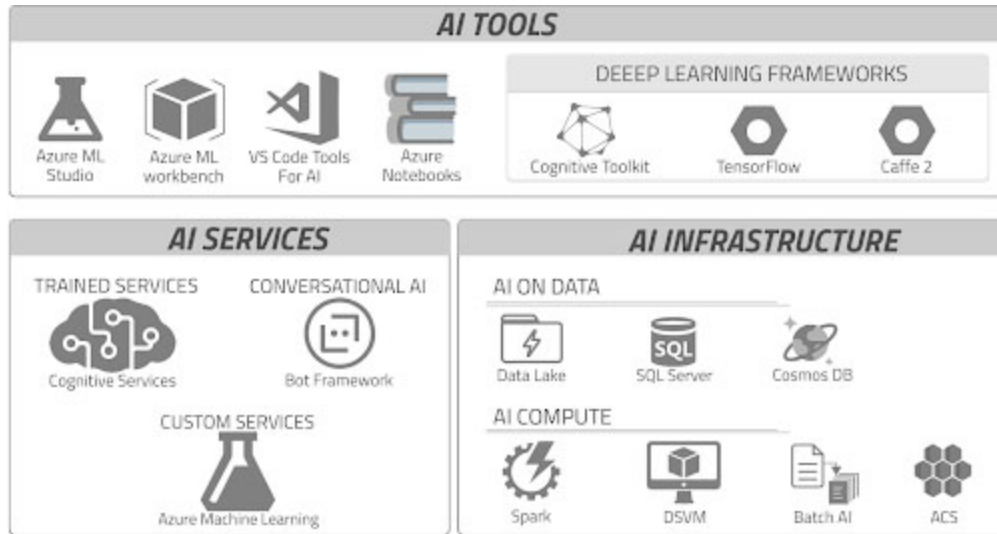 AI TOOLS
DEEEP LEARNING FRAMEWORKS
Azure ML
Studio
Azure ML
workbench
VS Code Tools
For AI
Azure
Notebooks
Cognitive Toolkit
TensorFlow
Caffe 2
AI SERVICES
TRAINED SERVICES
Cognitive Services
CONVERSATIONAL AI
Bot Framework
CUSTOM SERVICES
Azure Machine Learning
AI INFRASTRUCTURE
AI ON DATA
Data Lake
SQL
SQL Server
Cosmos DB
AI COMPUTE
Spark
DSVM
Batch AI
ACS